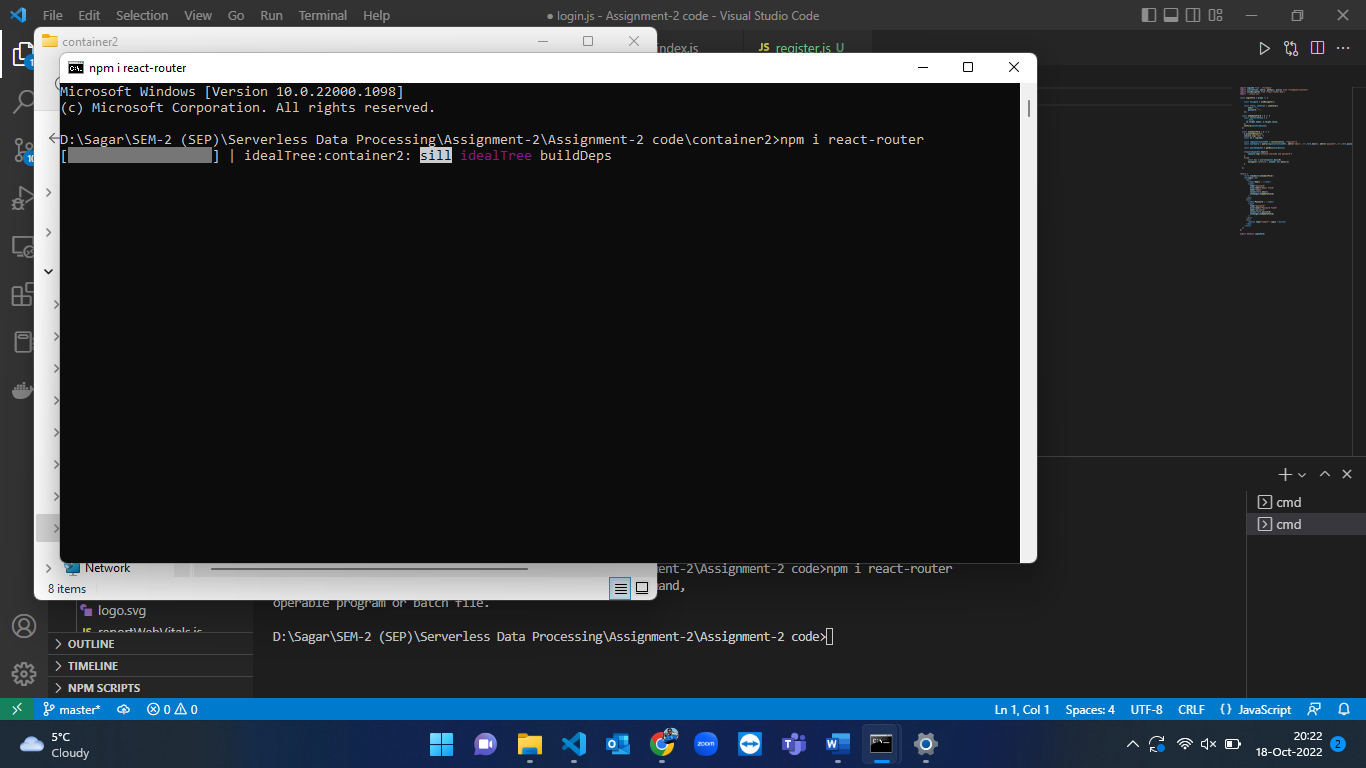 File Edit Selection View Go Run Terminal Help
● login.js - Assignment-2 code - Visual Studio Code
container2
ndex.js
JS register.js U
npm i react-router
Microsoft Windows [Version 10.0.22000.1098]
(c) Microsoft Corporation. All rights reserved.
D:\Sagar\SEM-2 (SEP)\Serverless Data Processing\Assignment-2\Assignment-2 code\container2>npm i react-router
[                  ] | idealTree:container2: sill idealTree buildDeps
1
10
cmd
cmd
Network
8 items
ment-2\Assignment-2 code>npm i react-router
and,
operable program or batch file.
D:\Sagar\SEM-2 (SEP)\Serverless Data Processing\Assignment-2\Assignment-2 code>
logo.svg
JS reportWebVitals.js
OUTLINE
TIMELINE
NPM SCRIPTS
master* 0 0
Ln 1, Col 1 Spaces: 4 UTF-8 CRLF {} JavaScript
5°C
Cloudy
zoom
20:22
18-Oct-2022
2